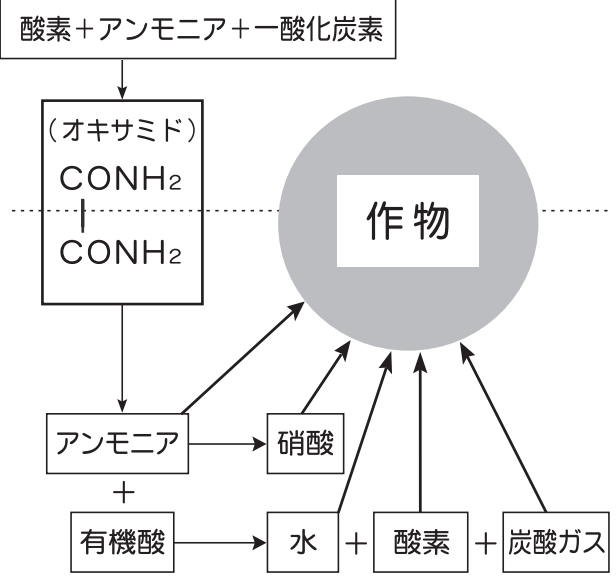 酸素＋アンモニア＋一酸化炭素
（オキサミド）
CONH2
CONH2
作物
アンモニア
硝酸
＋
有機酸
水
＋
酸素
＋
炭酸ガス